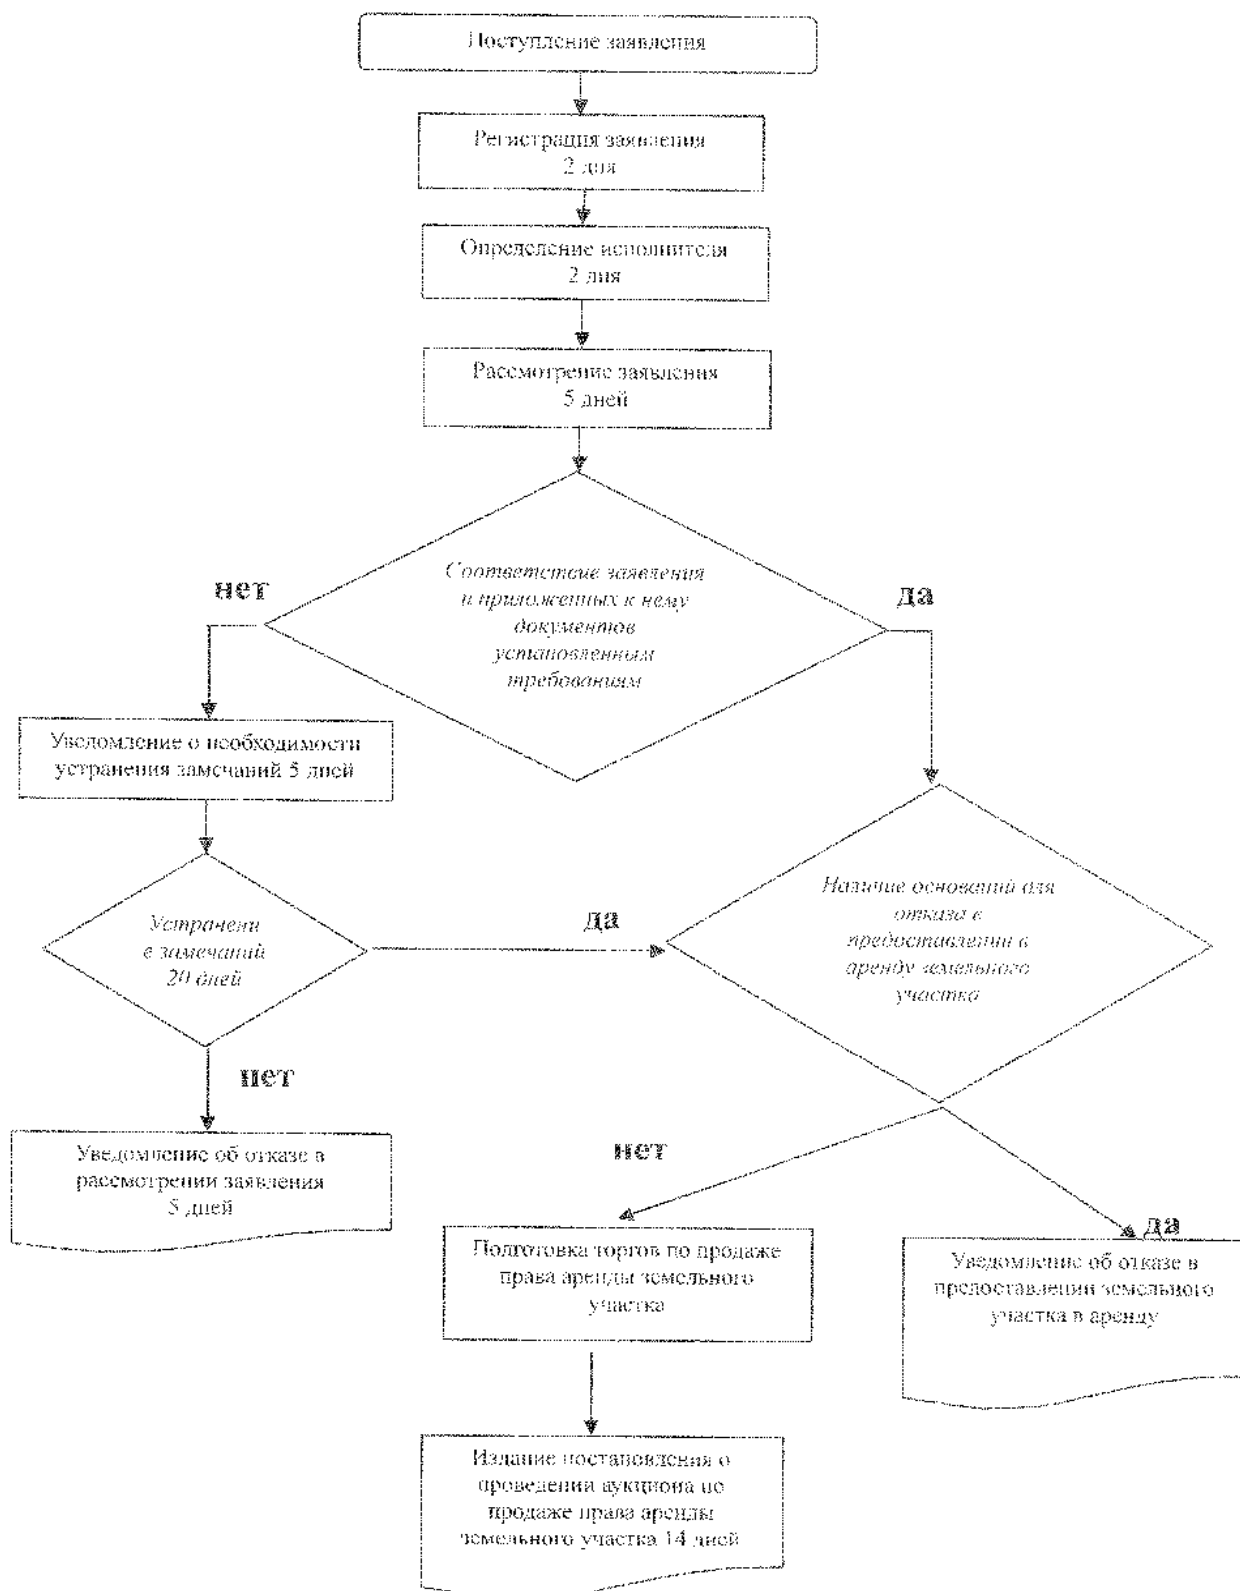 Поступление заявления
Регистрация заявления
2 дня
Определение исполнителя
2 дня
Рассмотрение заявления
5 дней
Соответствие заявления
и приложенных к нему
документов
установленным
требованиям
нет
да
Уведомление о необходимости
устранения замечаний 5 дней
Устранени
е замечаний
20 дней
да
Наличие оснований для
отказа в
предоставлении в
аренду земельного
участка
нет
Уведомление об отказе в
рассмотрении заявления
5 дней
нет
да
Подготовка торгов по продаже
права аренды земельного
участка
Уведомление об отказе в
предоставлении земельного
участка в аренду
Издание постановления о
проведении аукциона по
продаже права аренды
земельного участка 14 дней